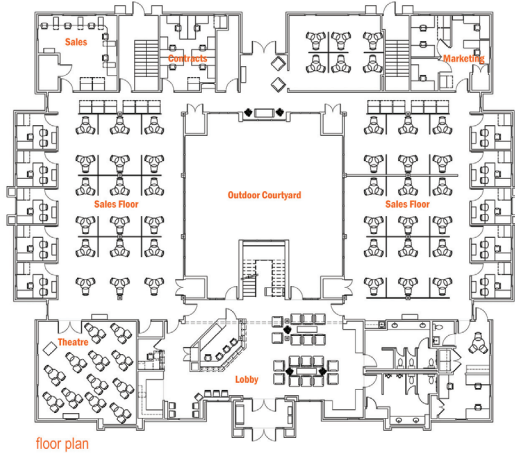 Sales
Contracts
Marketing
Sales Floor
Outdoor Courtyard
Sales Floor
Theatre
Lobby
floor plan